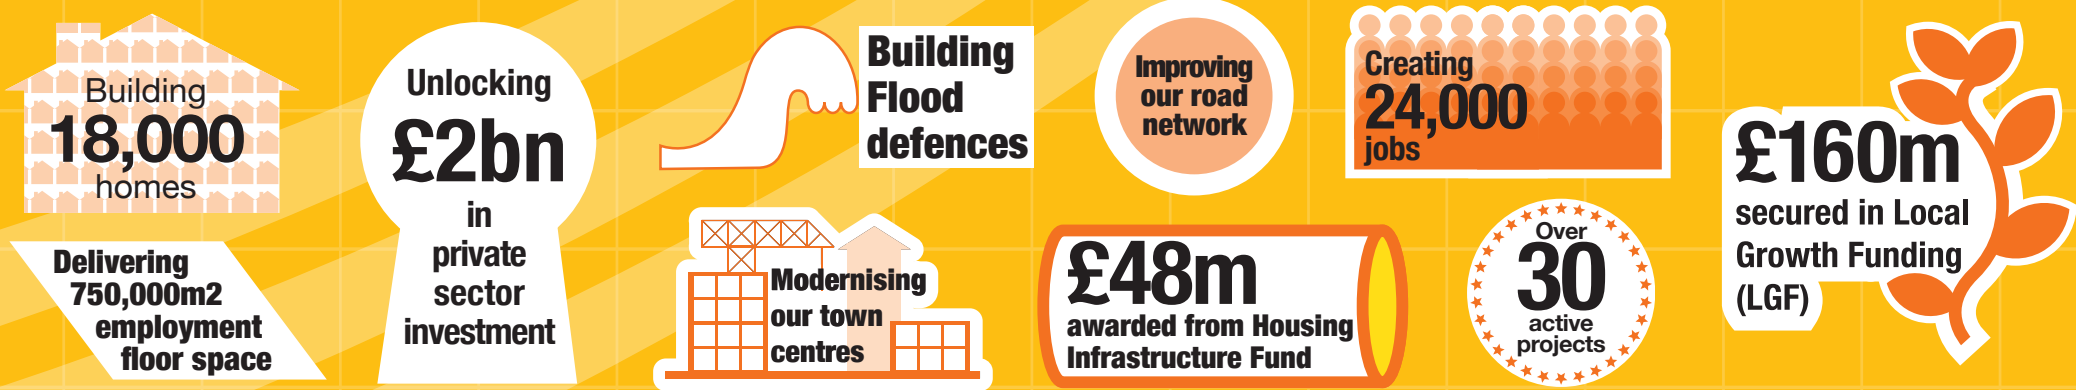 Building
18,000
homes
Delivering
750,000m2
employment
floor space
Unlocking
£2bn
in
private
sector
investment
Building
Flood
defences
Modernising
our town
centres
Improving
our road
network
£48m
awarded from Housing
Infrastructure Fund
Creating
24,000
jobs
Over
30
active
projects
£160m
secured in Local
Growth Funding
(LGF)